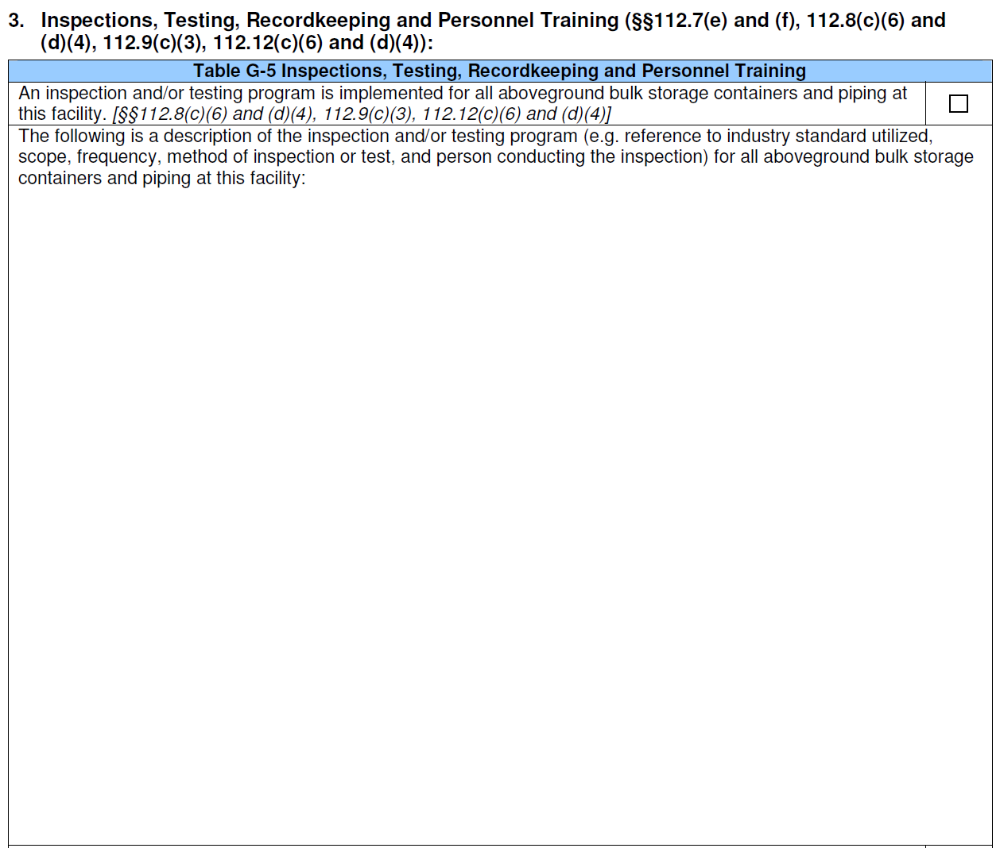 3. Inspections, Testing, Recordkeeping and Personnel Training (§§112.7(e) and (f), 112.8(c)(6) and
(d)(4), 112.9(c)(3), 112.12(c)(6) and (d)(4)):
Table G-5 Inspections, Testing, Recordkeeping and Personnel Training
An inspection and/or testing program is implemented for all aboveground bulk storage containers and piping at
this facility. [§§112.8(c)(6) and (d)(4), 112.9(c)(3), 112.12(c)(6) and (d)(4)]
The following is a description of the inspection and/or testing program (e.g. reference to industry standard utilized,
scope, frequency, method of inspection or test, and person conducting the inspection) for all aboveground bulk storage
containers and piping at this facility: